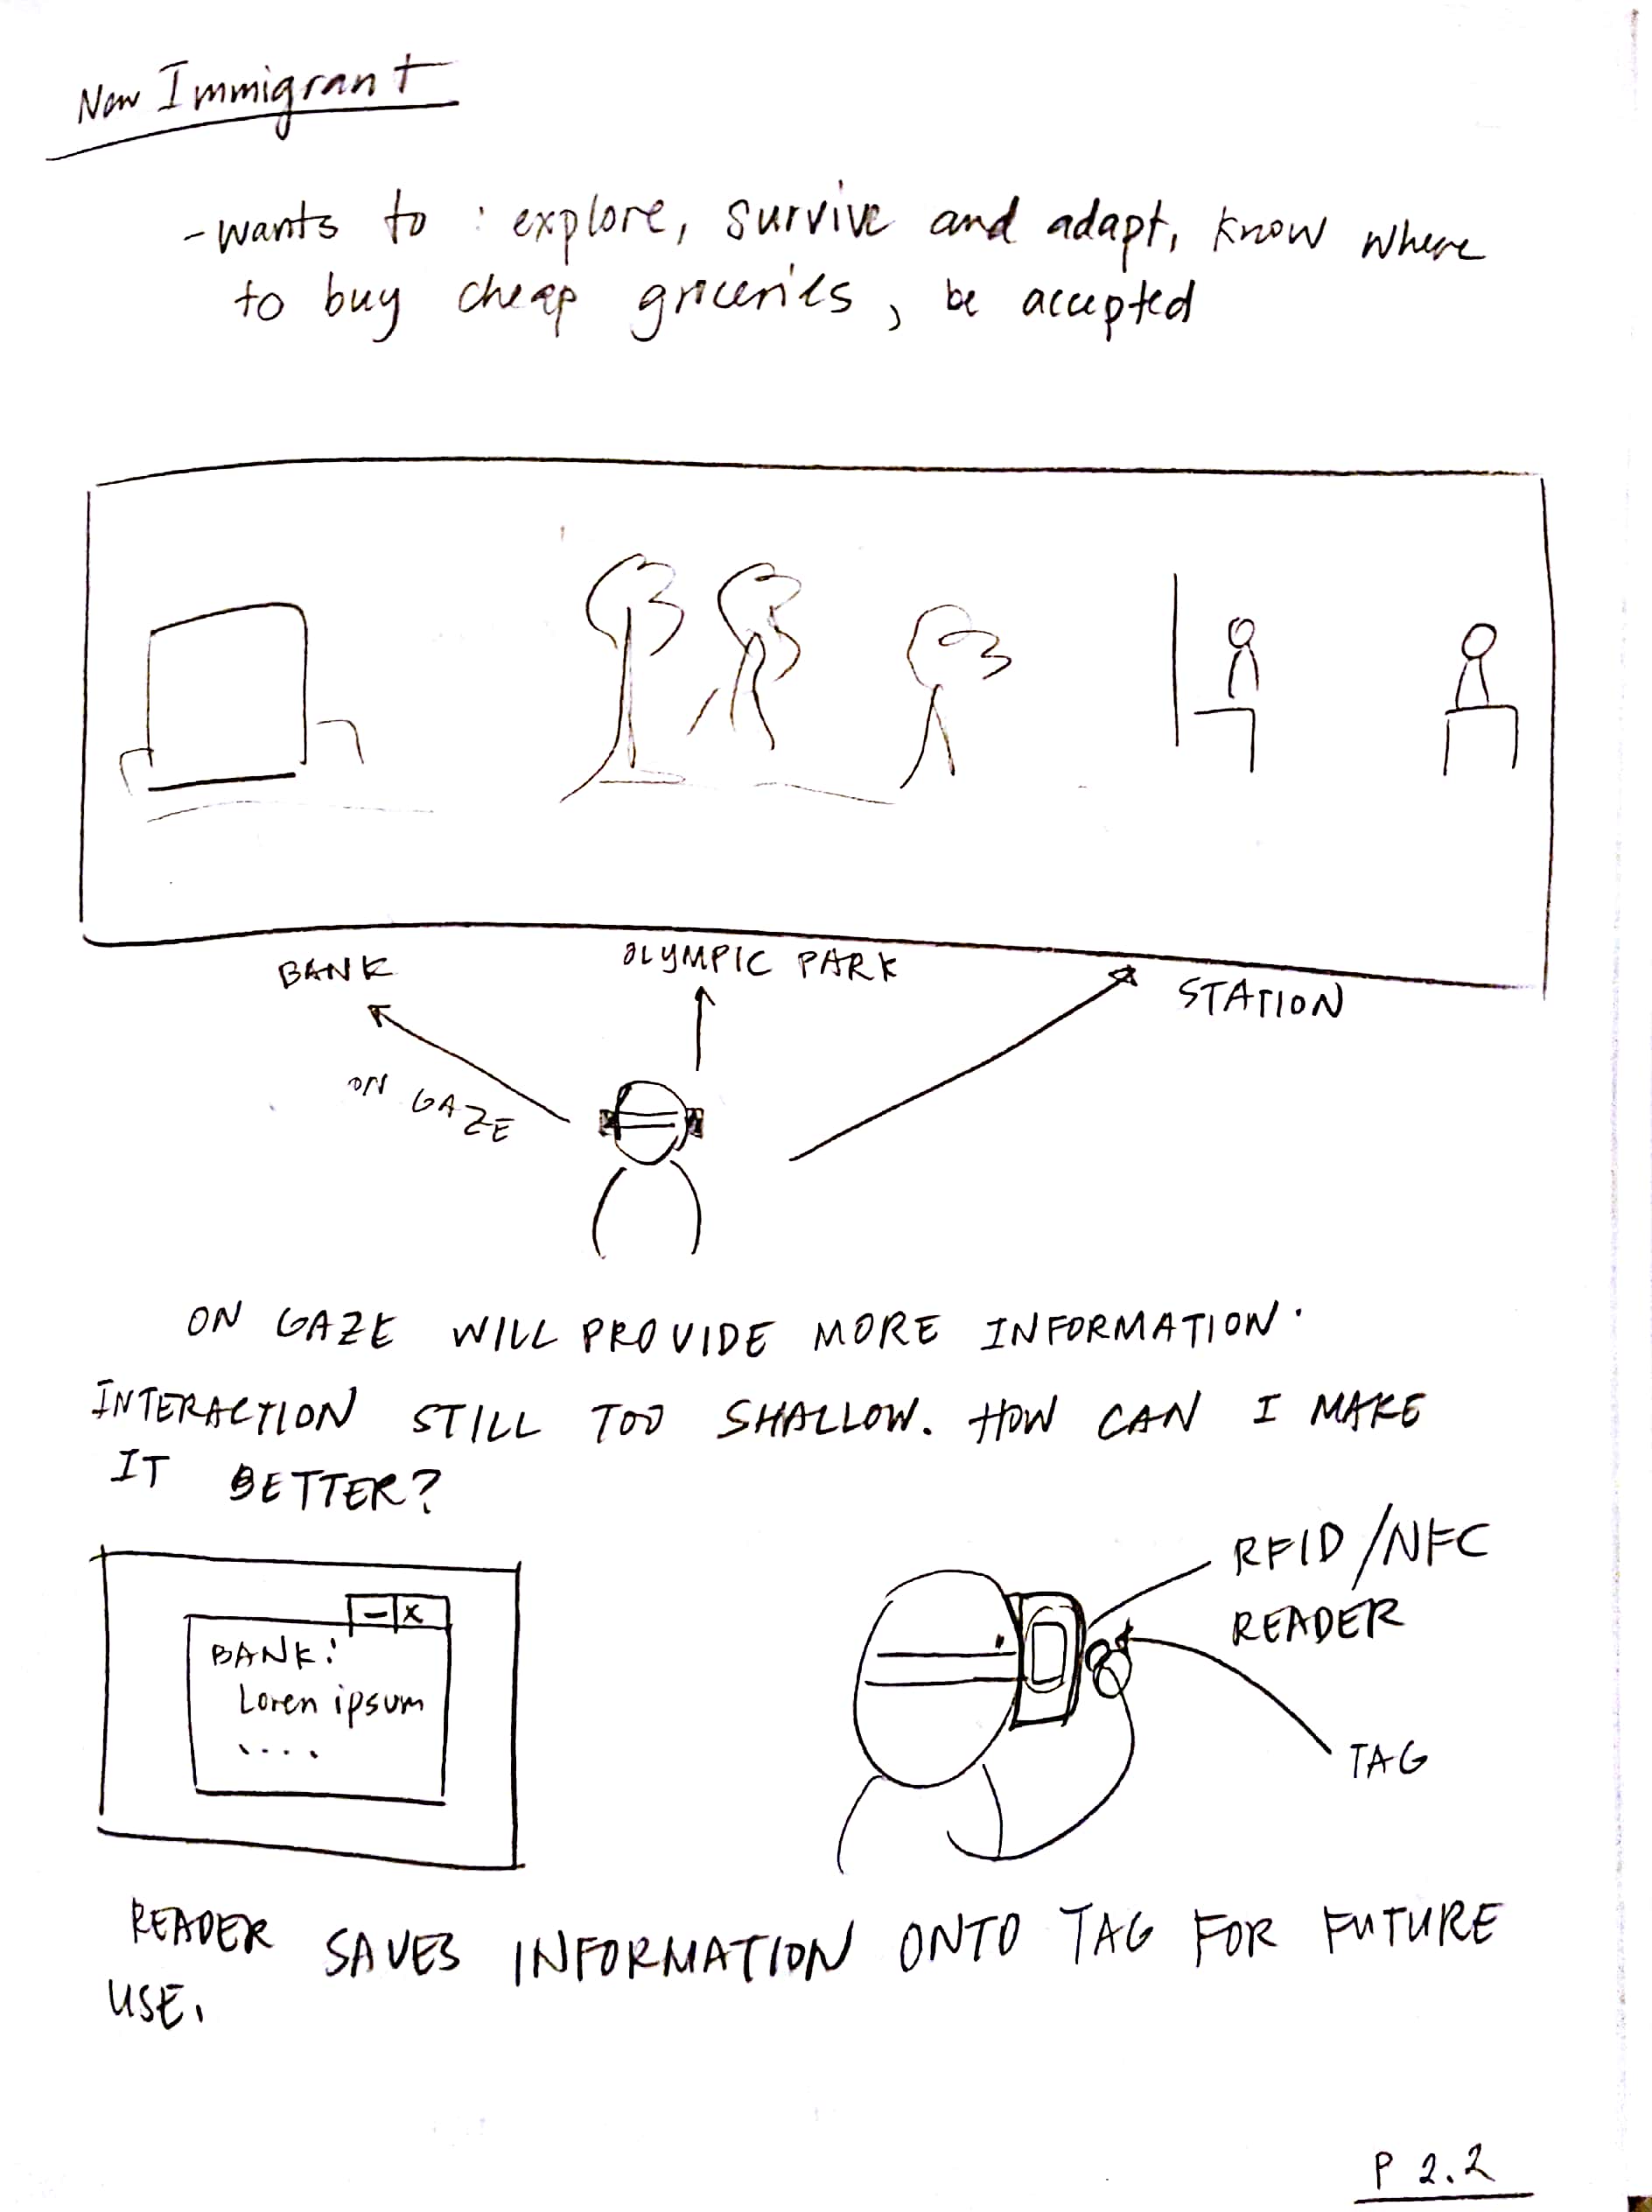 New Immigrant
- wants to : explore, survive and adapt, know where
to buy cheap groceries, be accepted
BANK
OLYMPIC PARK
STATION
ON GAZE
ON GAZE WILL PROVIDE MORE INFORMATION.
INTERACTION STILL TOO SHALLOW. HOW CAN I MAKE
IT BETTER?
RFID/NFC
READER
- X
BANK:
Loren ipsum
....
TAG
READER SAVES INFORMATION ONTO TAG FOR FUTURE
USE.
P 2.2